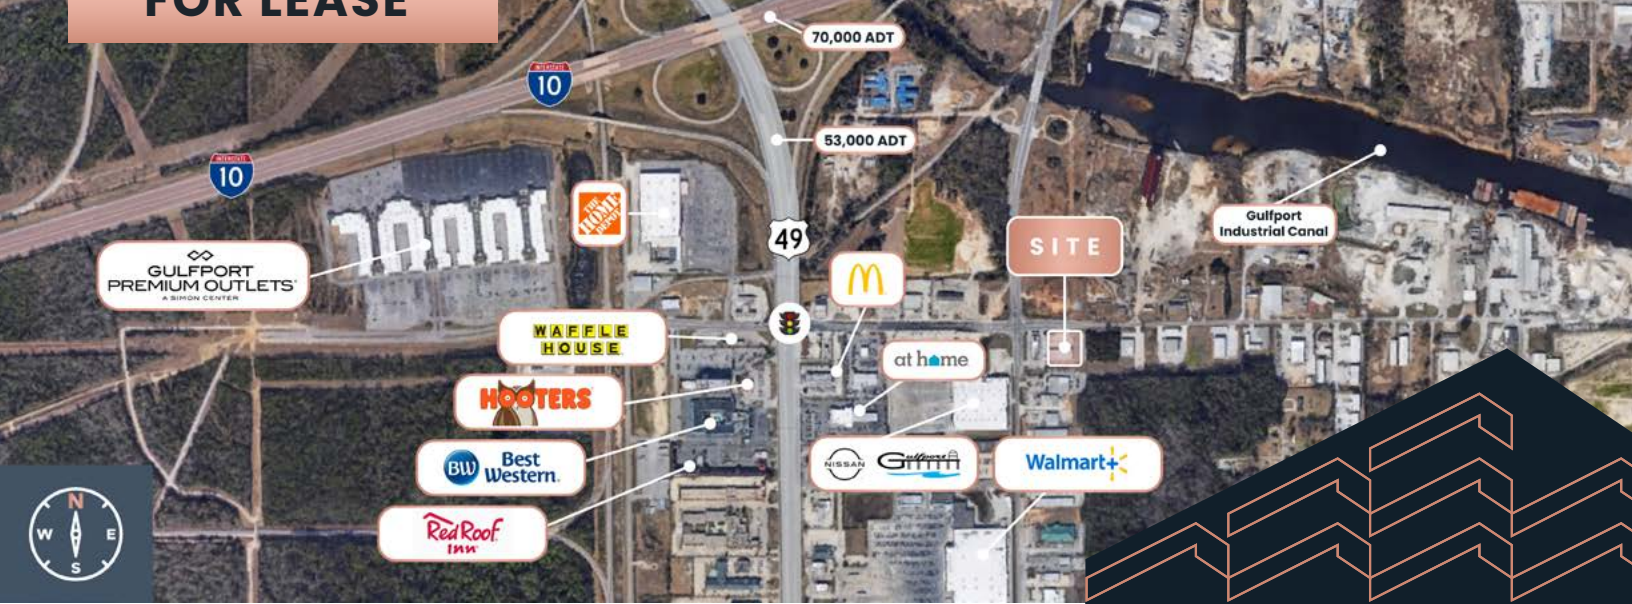 FOR LEASE
70,000 ADT
INTERSTATE
10
53,000 ADT
INTERSTATE
10
THE
HOME
DEPOT
Gulfport
Industrial Canal
49
SITE
GULFPORT
PREMIUM OUTLETS®
A SIMON CENTER
WAFFLE
HOUSE
at home
HOOTERS
BW Best
Western.
NISSAN
Gulfport
Walmart+
Red Roof
Inn
N
W E
S